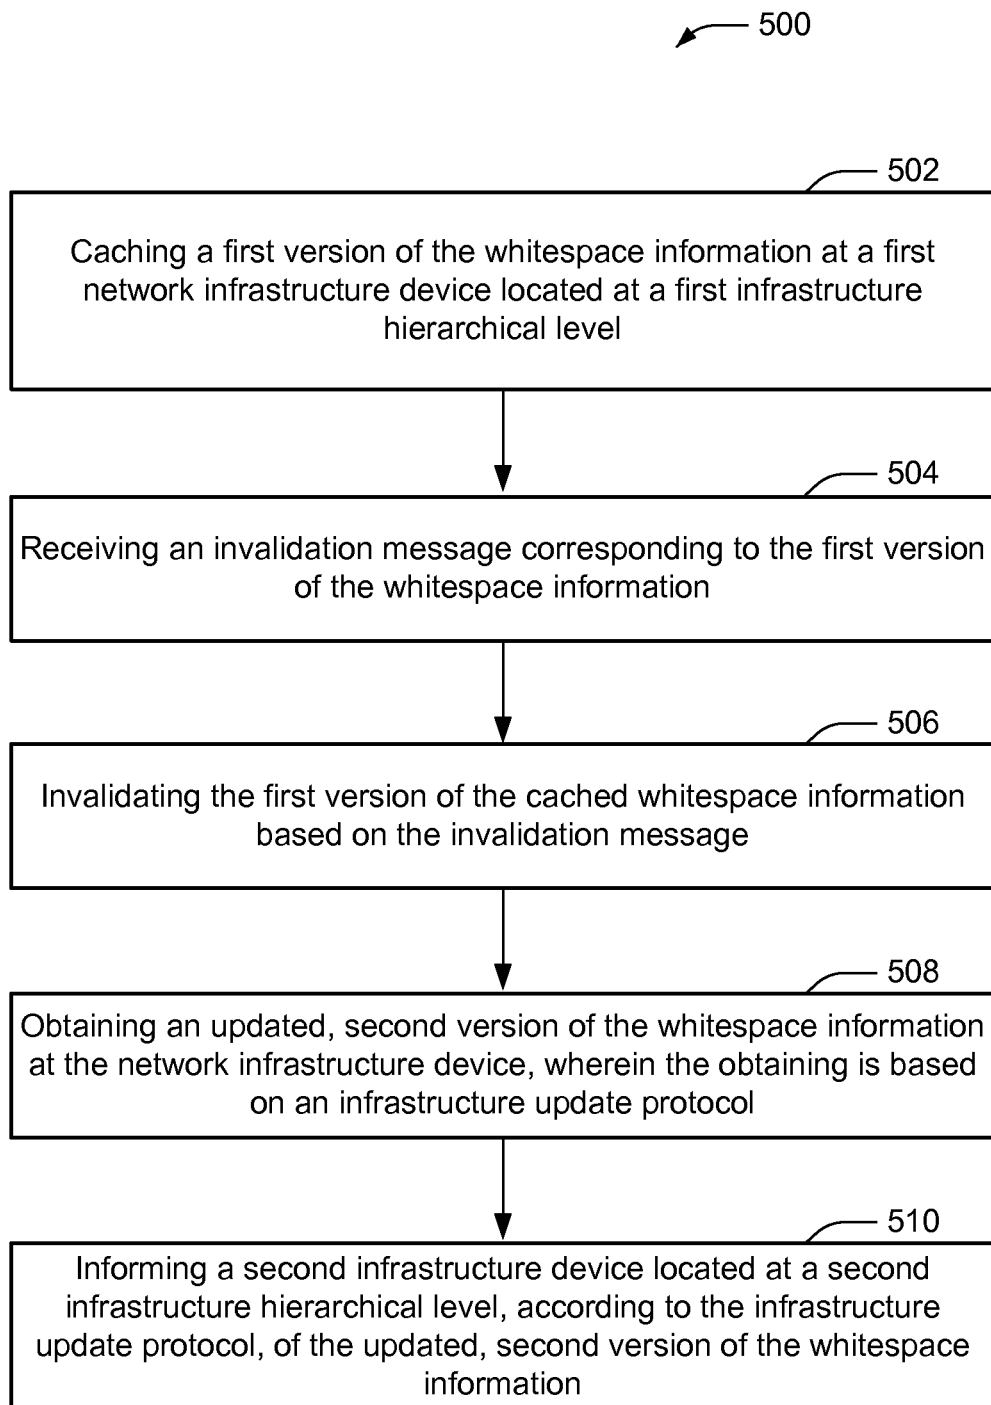 500
502
Caching a first version of the whitespace information at a first
network infrastructure device located at a first infrastructure
hierarchical level
504
Receiving an invalidation message corresponding to the first version
of the whitespace information
506
Invalidating the first version of the cached whitespace information
based on the invalidation message
508
Obtaining an updated, second version of the whitespace information
at the network infrastructure device, wherein the obtaining is based
on an infrastructure update protocol
510
Informing a second infrastructure device located at a second
infrastructure hierarchical level, according to the infrastructure
update protocol, of the updated, second version of the whitespace
information